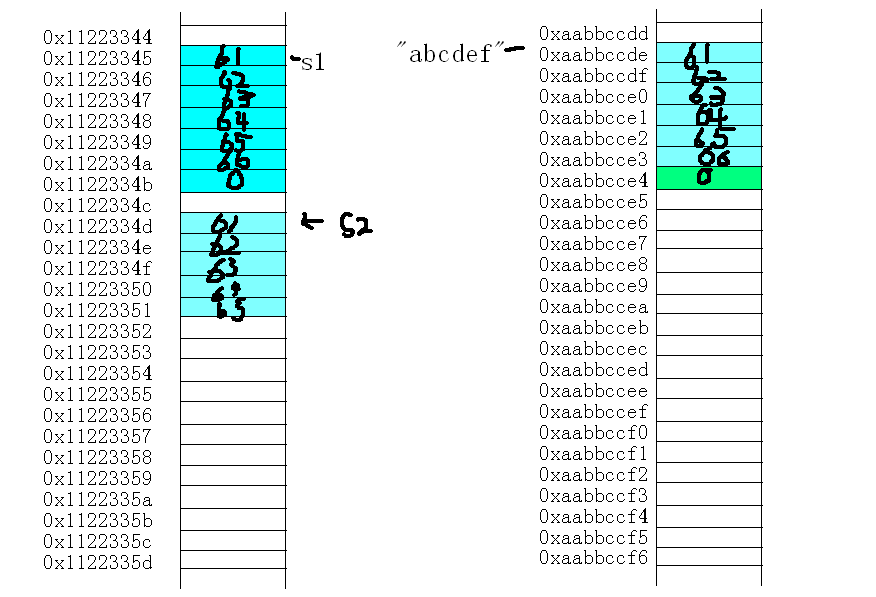 0x11223344
0x11223345 61 s1
0x11223346 62
0x11223347 63
0x11223348 64
0x11223349 65
0x1122334a 66
0x1122334b 0
0x1122334c
0x1122334d 61 ← S2
0x1122334e 62
0x1122334f 63
0x11223350 64
0x11223351 65
0x11223352
0x11223353
0x11223354
0x11223355
0x11223356
0x11223357
0x11223358
0x11223359
0x1122335a
0x1122335b
0x1122335c
0x1122335d
0xaabbccdd
"abcdef" 0xaabbccde 61
0xaabbccdf 62
0xaabbcce0 63
0xaabbcce1 64
0xaabbcce2 65
0xaabbcce3 06
0xaabbcce4 0
0xaabbcce5
0xaabbcce6
0xaabbcce7
0xaabbcce8
0xaabbcce9
0xaabbccea
0xaabbcceb
0xaabbccec
0xaabbcced
0xaabbccee
0xaabbccef
0xaabbccf0
0xaabbccf1
0xaabbccf2
0xaabbccf3
0xaabbccf4
0xaabbccf5
0xaabbccf6